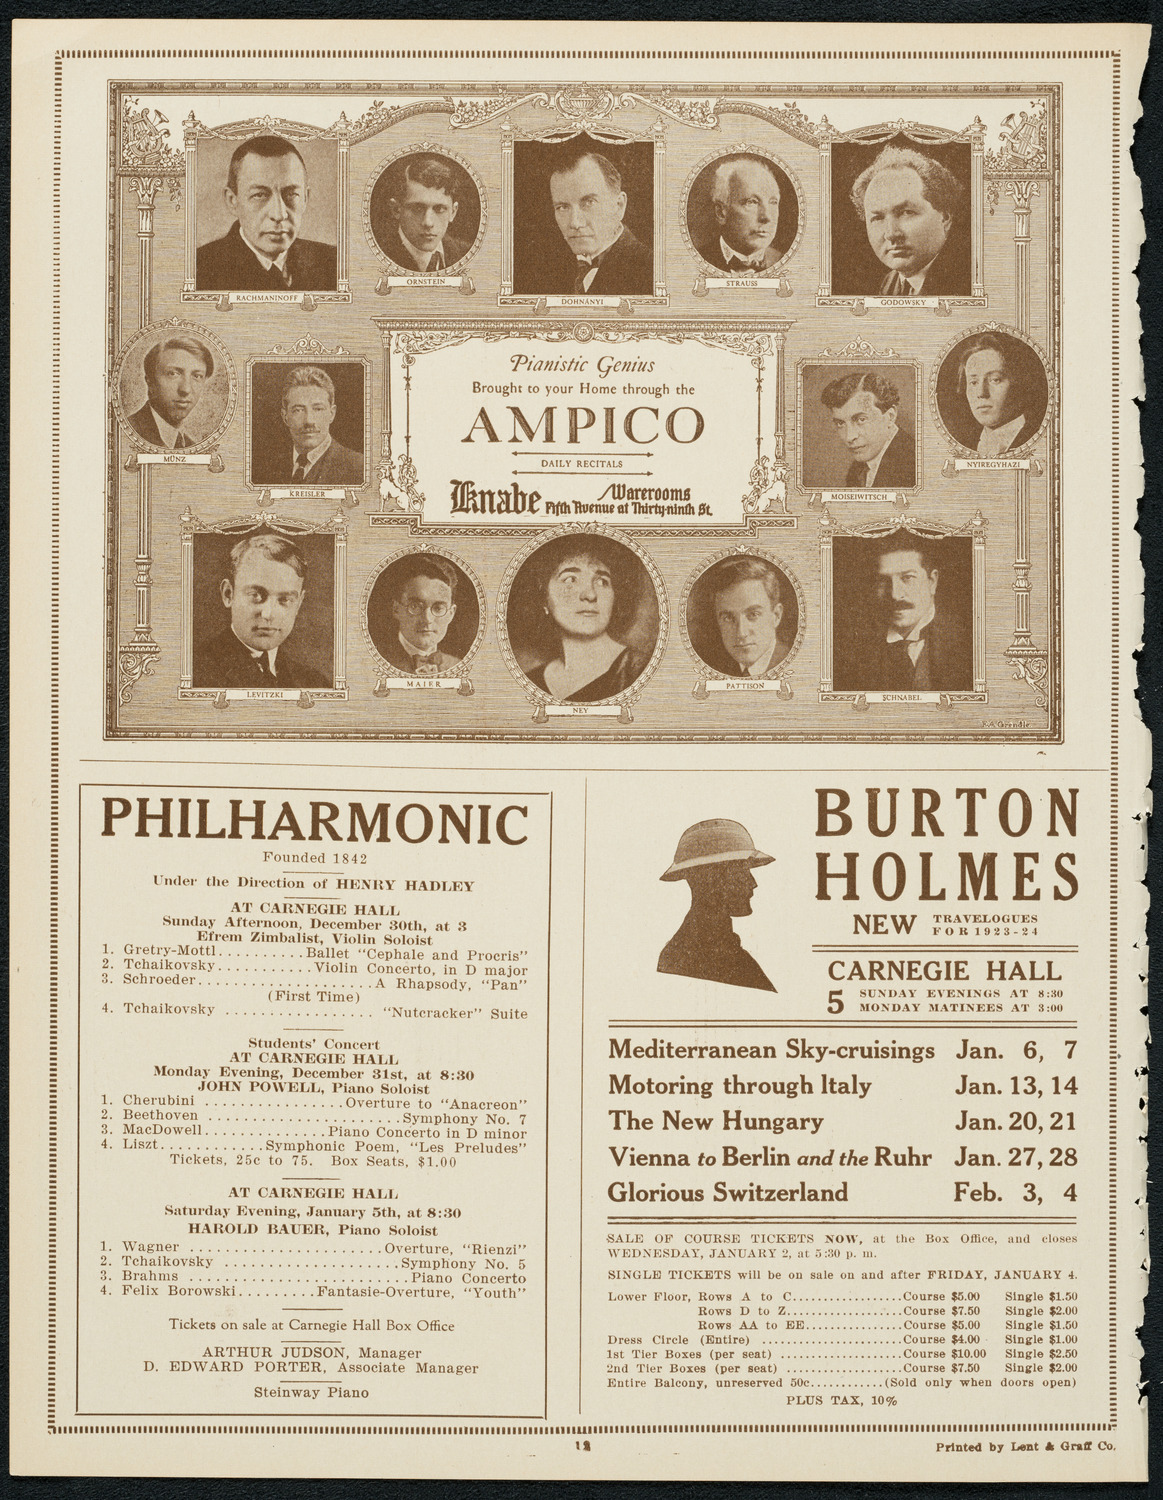 RACHMANINOFF
ORNSTEIN
DOHNÁNYI
STRAUSS
GODOWSKY
MÜNZ
KREISLER
MOISEIWITSCH
NYIREGYHAZI
Pianistic Genius
Brought to your Home through the
AMPICO
DAILY RECITALS
Knabe Warerooms
Fifth Avenue at Thirty-ninth St.
LEVITZKI
MAIER
NEY
PATTISON
SCHNABEL
PHILHARMONIC
Founded 1842
Under the Direction of HENRY HADLEY
AT CARNEGIE HALL
Sunday Afternoon, December 30th, at 3
Efrem Zimbalist, Violin Soloist
1. Gretry-Mottl..........Ballet "Cephale and Procris"
2. Tchaikovsky...........Violin Concerto, in D major
3. Schroeder....................A Rhapsody, "Pan"
(First Time)
4. Tchaikovsky ................. "Nutcracker" Suite
Students' Concert
AT CARNEGIE HALL
Monday Evening, December 31st, at 8:30
JOHN POWELL, Piano Soloist
1. Cherubini ................Overture to "Anacreon"
2. Beethoven ......................Symphony No. 7
3. MacDowell..............Piano Concerto in D minor
4. Liszt............Symphonic Poem, "Les Preludes"
Tickets, 25c to 75. Box Seats, $1.00
AT CARNEGIE HALL
Saturday Evening, January 5th, at 8:30
HAROLD BAUER, Piano Soloist
1. Wagner ......................Overture, "Rienzi"
2. Tchaikovsky ....................Symphony No. 5
3. Brahms .........................Piano Concerto
4. Felix Borowski.........Fantasie-Overture, "Youth"
Tickets on sale at Carnegie Hall Box Office
ARTHUR JUDSON, Manager
D. EDWARD PORTER, Associate Manager
Steinway Piano
BURTON
HOLMES
NEW TRAVELOGUES
FOR 1923-24
CARNEGIE HALL
5 SUNDAY EVENINGS AT 8:30
MONDAY MATINEES AT 3:00
Mediterranean Sky-cruisings Jan. 6, 7
Motoring through Italy Jan. 13, 14
The New Hungary Jan. 20, 21
Vienna to Berlin and the Ruhr Jan. 27, 28
Glorious Switzerland Feb. 3, 4
SALE OF COURSE TICKETS NOW, at the Box Office, and closes
WEDNESDAY, JANUARY 2, at 5:30 p. m.
SINGLE TICKETS will be on sale on and after FRIDAY, JANUARY 4.
Lower Floor, Rows A to C..................Course $5.00 Single $1.50
Rows D to Z...................Course $7.50 Single $2.00
Rows AA to EE................Course $5.00 Single $1.50
Dress Circle (Entire) ......................Course $4.00 Single $1.00
1st Tier Boxes (per seat) ...................Course $10.00 Single $2.50
2nd Tier Boxes (per seat) ..................Course $7.50 Single $2.00
Entire Balcony, unreserved 50c............(Sold only when doors open)
PLUS TAX, 10%
Printed by Lent & Graff Co.